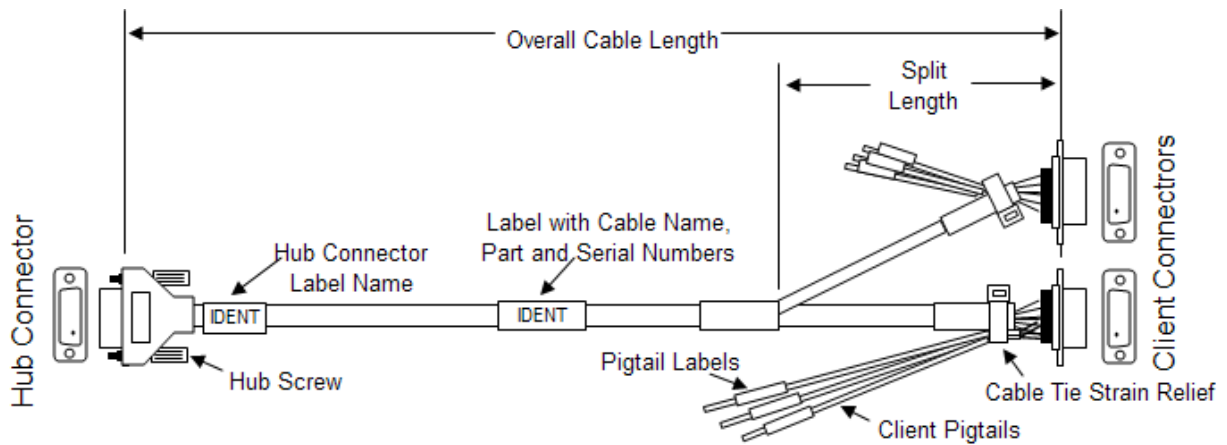 Overall Cable Length
Split
Length
Label with Cable Name,
Part and Serial Numbers
Hub Connector
Label Name
Hub Connector
IDENT
IDENT
Client Connectrors
Hub Screw
Pigtail Labels
Cable Tie Strain Relief
Client Pigtails